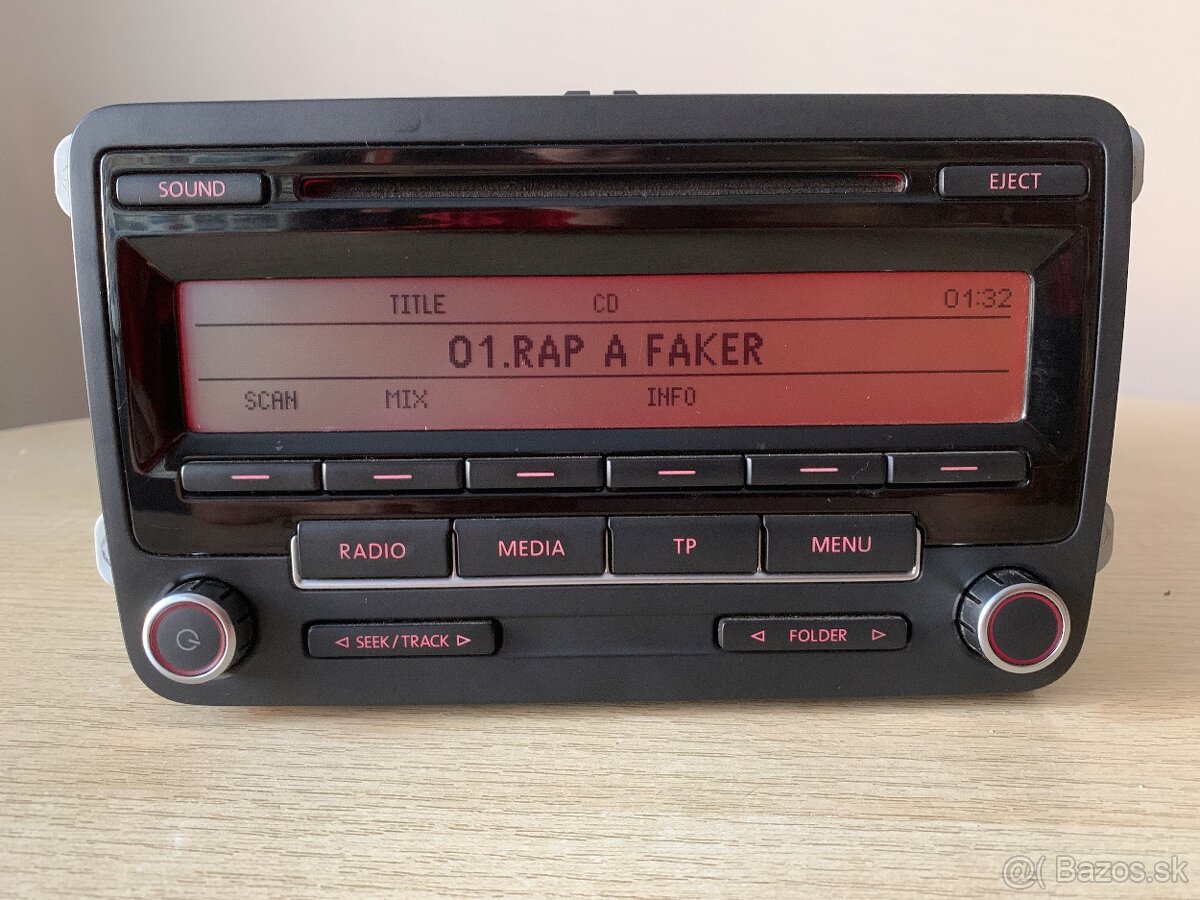 SOUND EJECT
TITLE CD 01:32
01.RAP A FAKER
SCAN MIX INFO
RADIO MEDIA TP MENU
SEEK/TRACK FOLDER
@( Bazos.sk